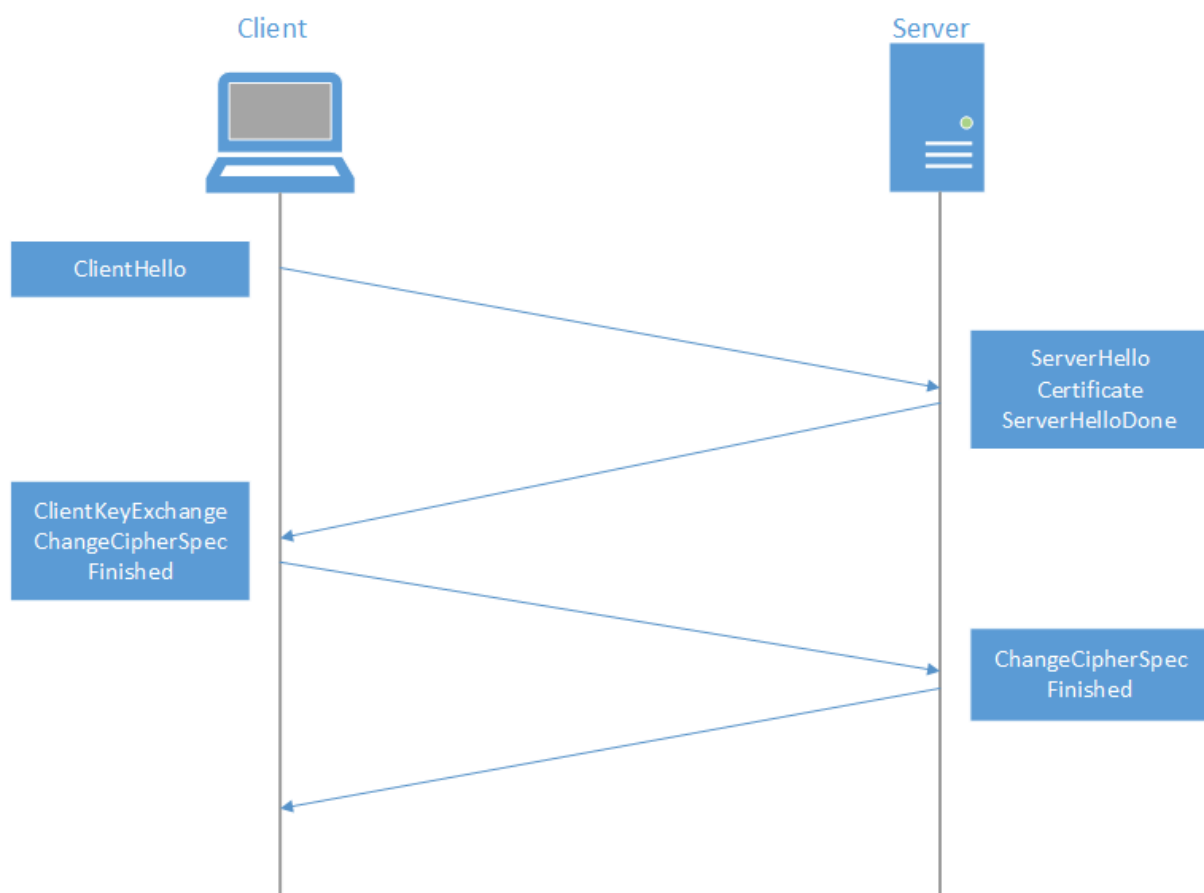 Client
Server
ClientHello
ServerHello
Certificate
ServerHelloDone
ClientKeyExchange
ChangeCipherSpec
Finished
ChangeCipherSpec
Finished